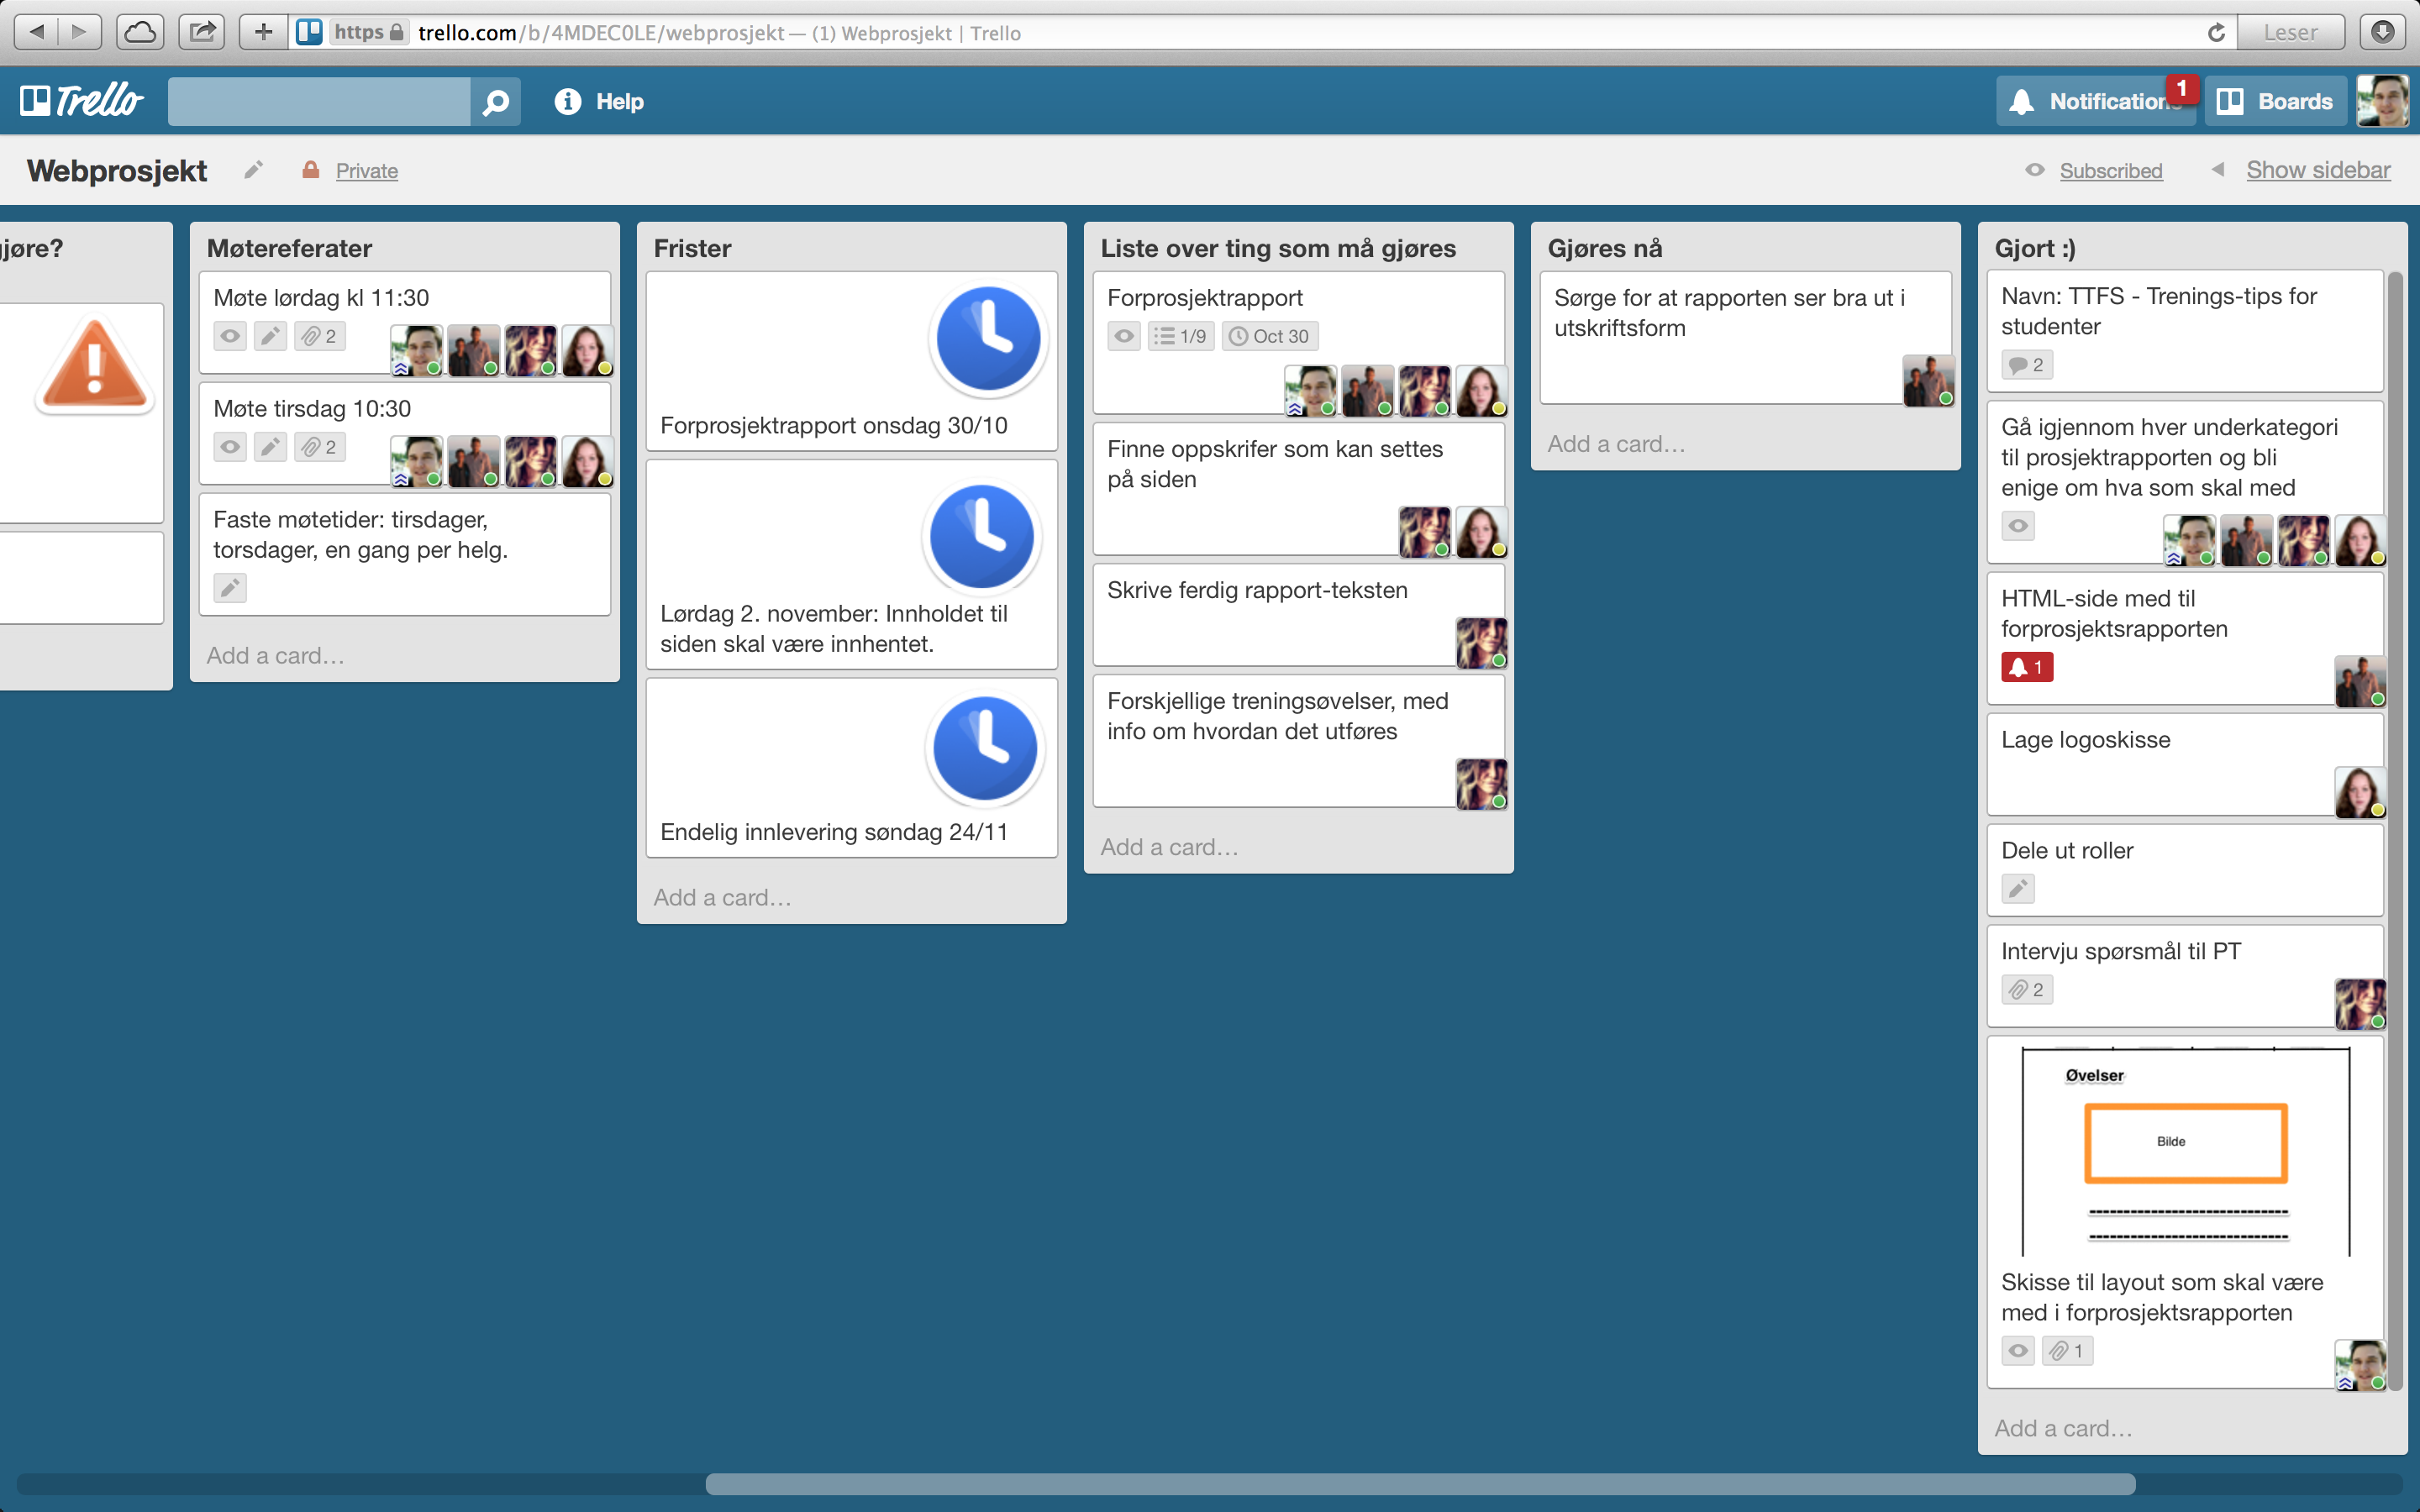 https trello.com/b/4MDEC0LE/webprosjekt — (1) Webprosjekt | Trello
Leser
Trello
Help
Notifications
1
Boards
Webprosjekt
Private
Subscribed
Show sidebar
gjøre?
Møtereferater
Møte lørdag kl 11:30
2
Møte tirsdag 10:30
2
Faste møtetider: tirsdager,
torsdager, en gang per helg.
Add a card…
Frister
Forprosjektrapport onsdag 30/10
Lørdag 2. november: Innholdet til
siden skal være innhentet.
Endelig innlevering søndag 24/11
Add a card…
Liste over ting som må gjøres
Forprosjektrapport
1/9
Oct 30
Finne oppskrifer som kan settes
på siden
Skrive ferdig rapport-teksten
Forskjellige treningsøvelser, med
info om hvordan det utføres
Add a card…
Gjøres nå
Sørge for at rapporten ser bra ut i
utskriftsform
Add a card…
Gjort :)
Navn: TTFS - Trenings-tips for
studenter
2
Gå igjennom hver underkategori
til prosjektrapporten og bli
enige om hva som skal med
HTML-side med til
forprosjektsrapporten
1
Lage logoskisse
Dele ut roller
Intervju spørsmål til PT
2
Øvelser
Bilde
Skisse til layout som skal være
med i forprosjektsrapporten
1
Add a card…